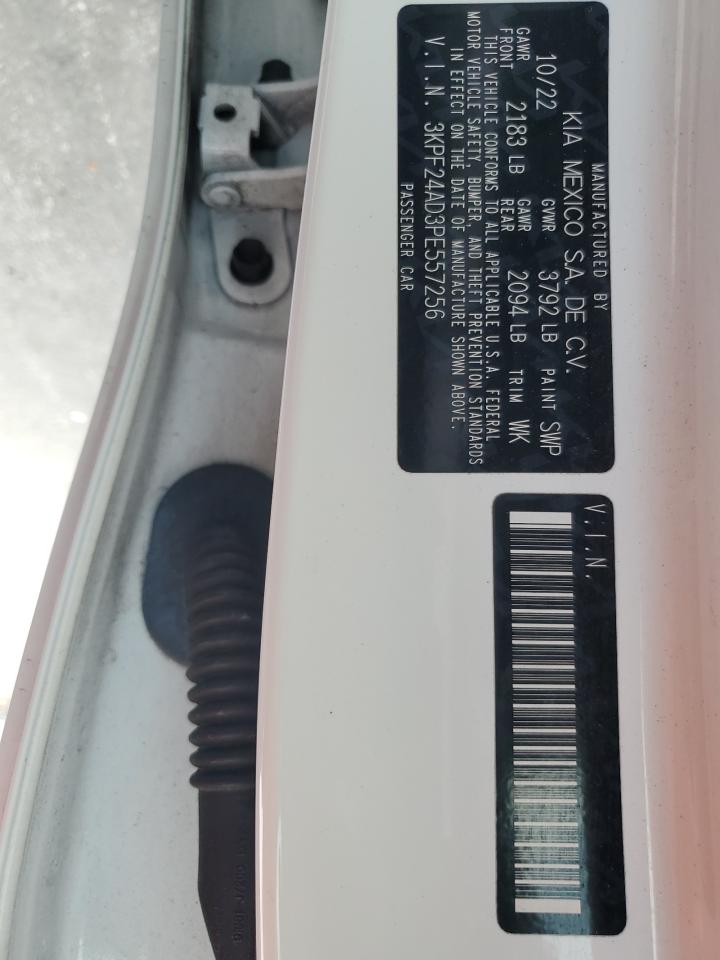 MANUFACTURED BY
KIA MEXICO S.A. DE C.V.
10/22 GVWR 3792 LB PAINT SWP
GAWR FRONT 2183 LB GAWR REAR 2094 LB TRIM WK
THIS VEHICLE CONFORMS TO ALL APPLICABLE U.S.A. FEDERAL
MOTOR VEHICLE SAFETY, BUMPER, AND THEFT PREVENTION STANDARDS
IN EFFECT ON THE DATE OF MANUFACTURE SHOWN ABOVE.
V.I.N. 3KPF24AD3PE557256
PASSENGER CAR
V.I.N.